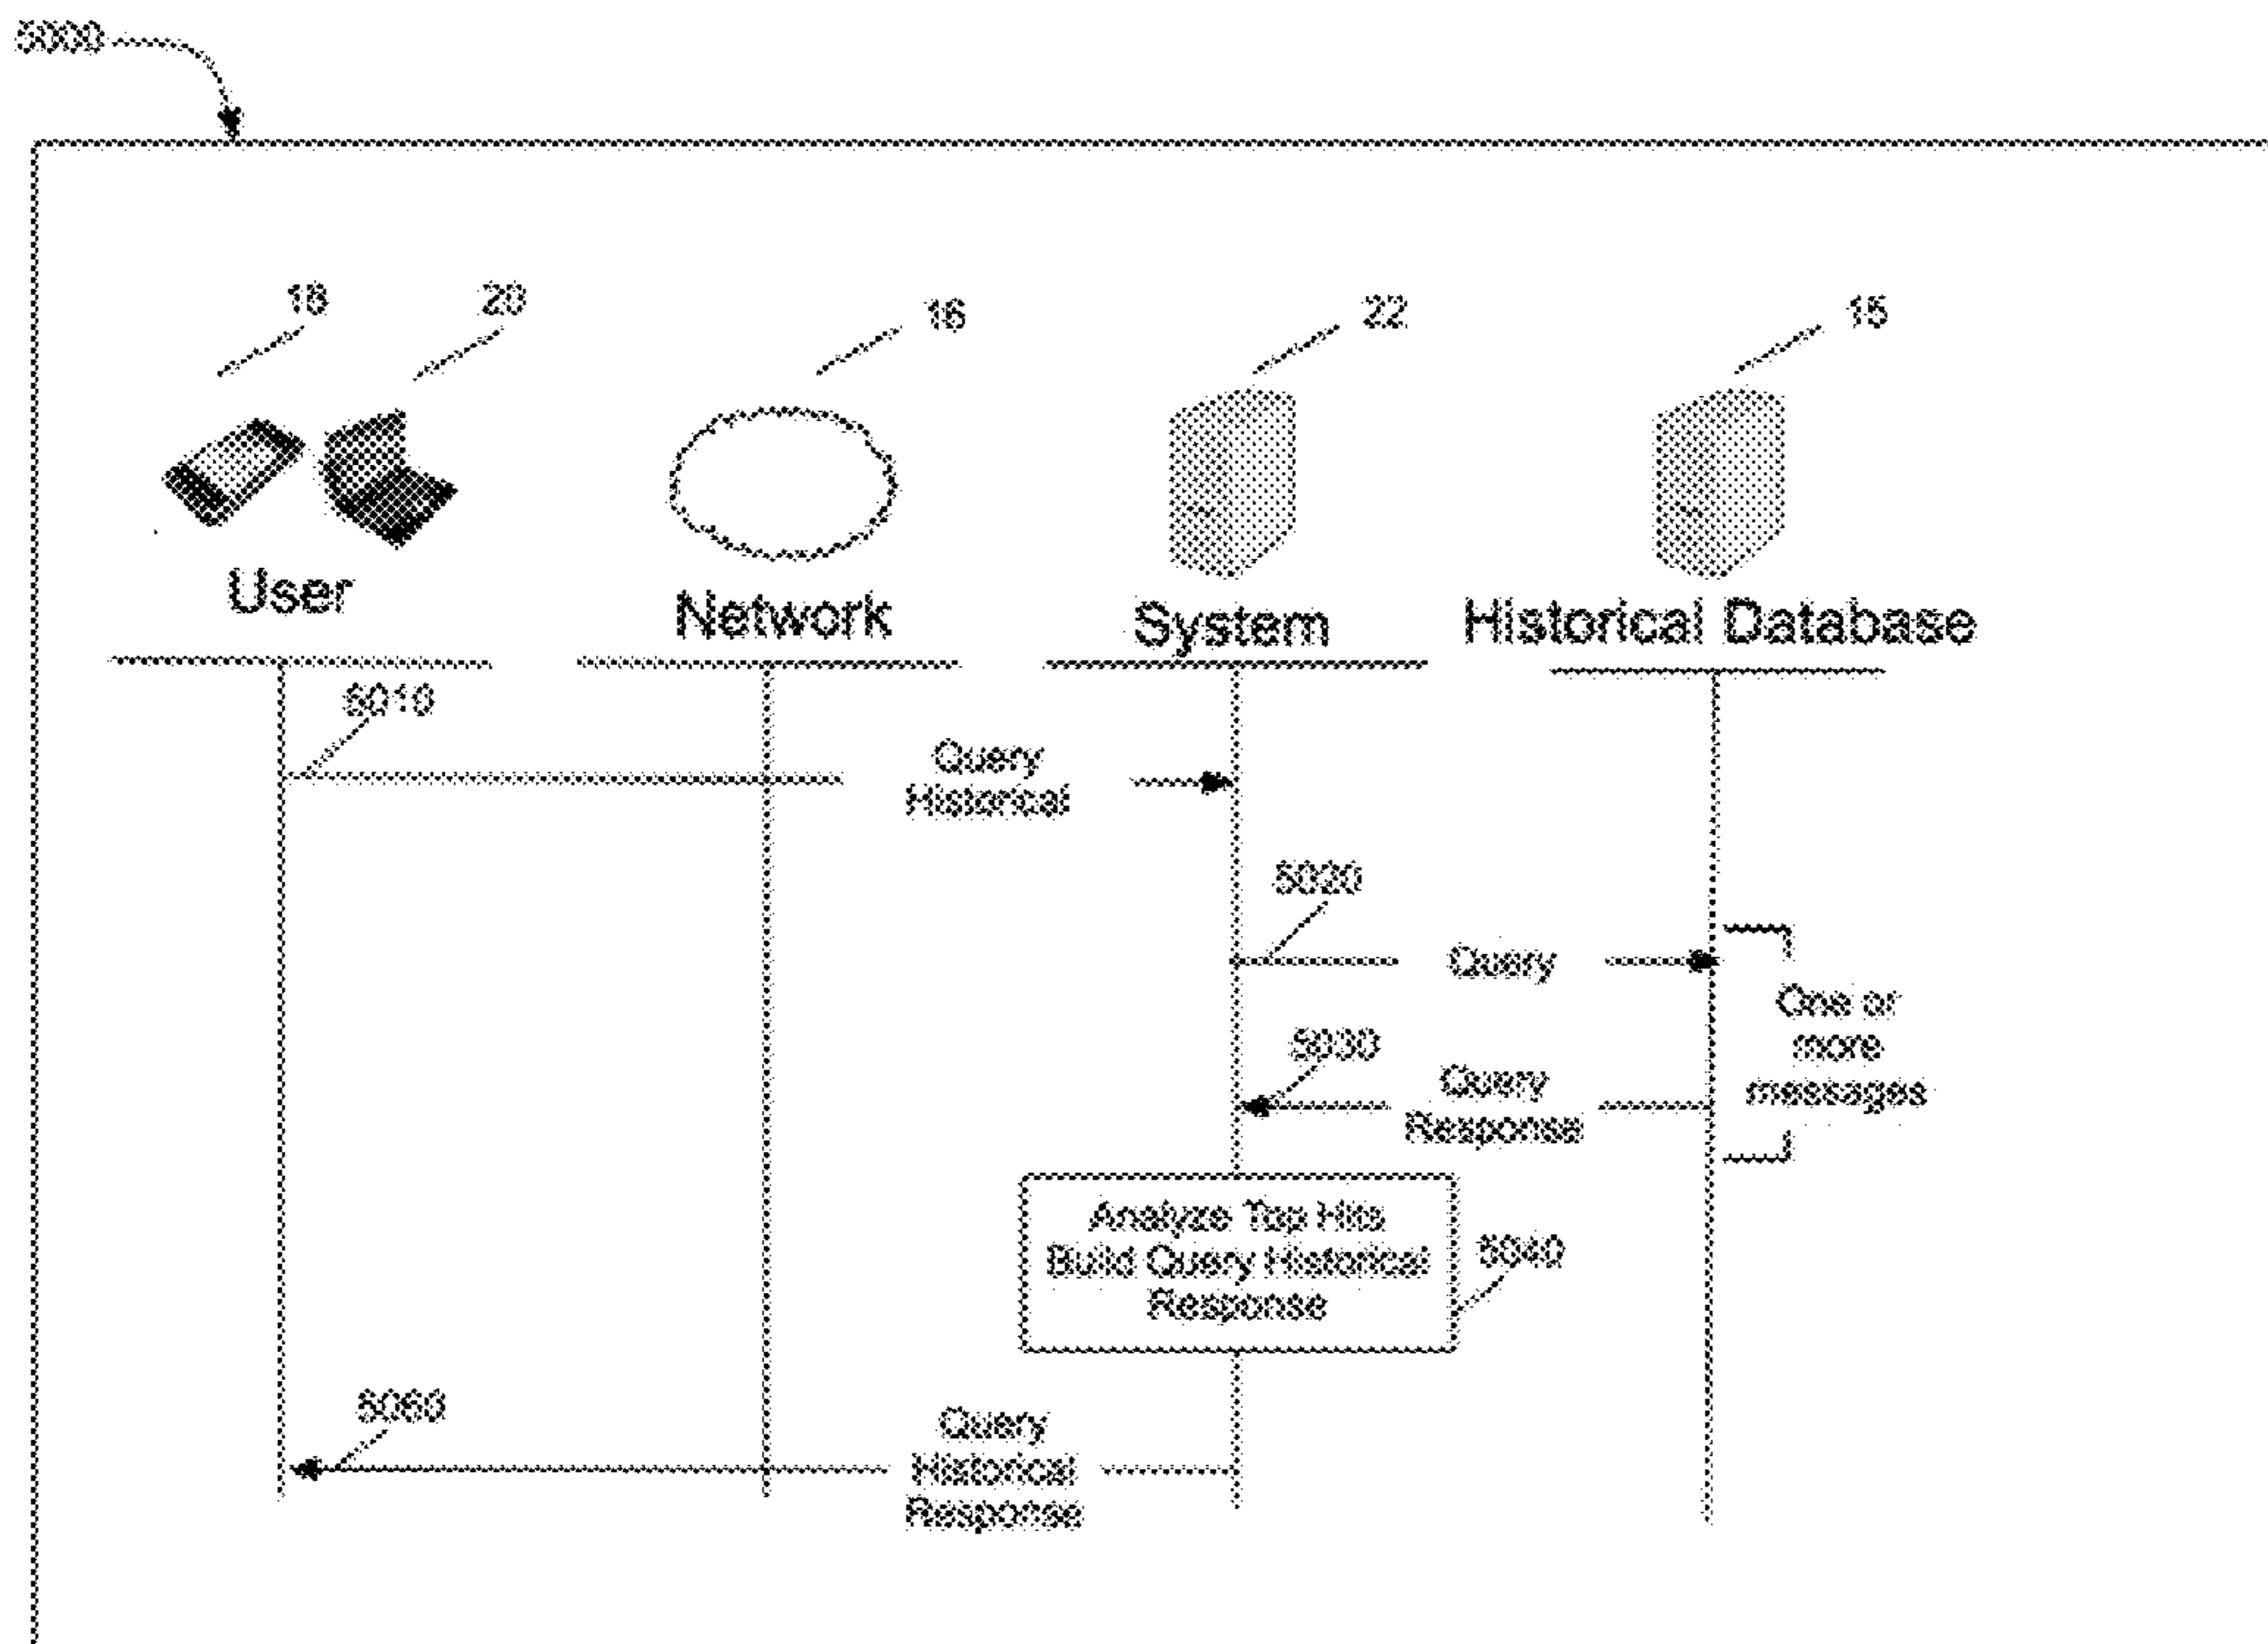 5000
18
20
16
22
15
User
Network
System
Historical Database
5010
Query
Historical
5020
Query
One or
more
messages
5030
Query
Response
Analyze Top Hits
Build Query Historical
Response
5040
5060
Query
Historical
Response